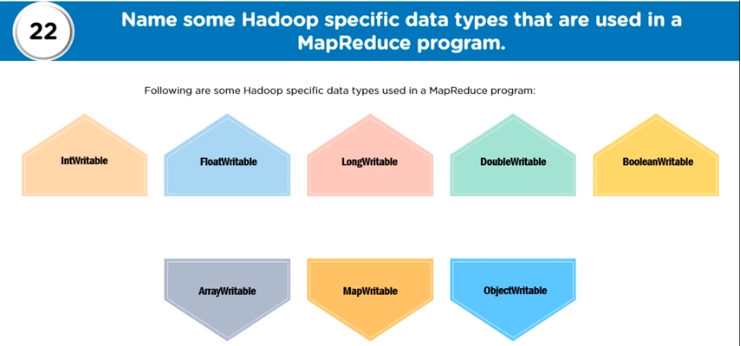 22
Name some Hadoop specific data types that are used in a
MapReduce program.
Following are some Hadoop specific data types used in a MapReduce program:
IntWritable
FloatWritable
LongWritable
DoubleWritable
BooleanWritable
ArrayWritable
MapWritable
ObjectWritable